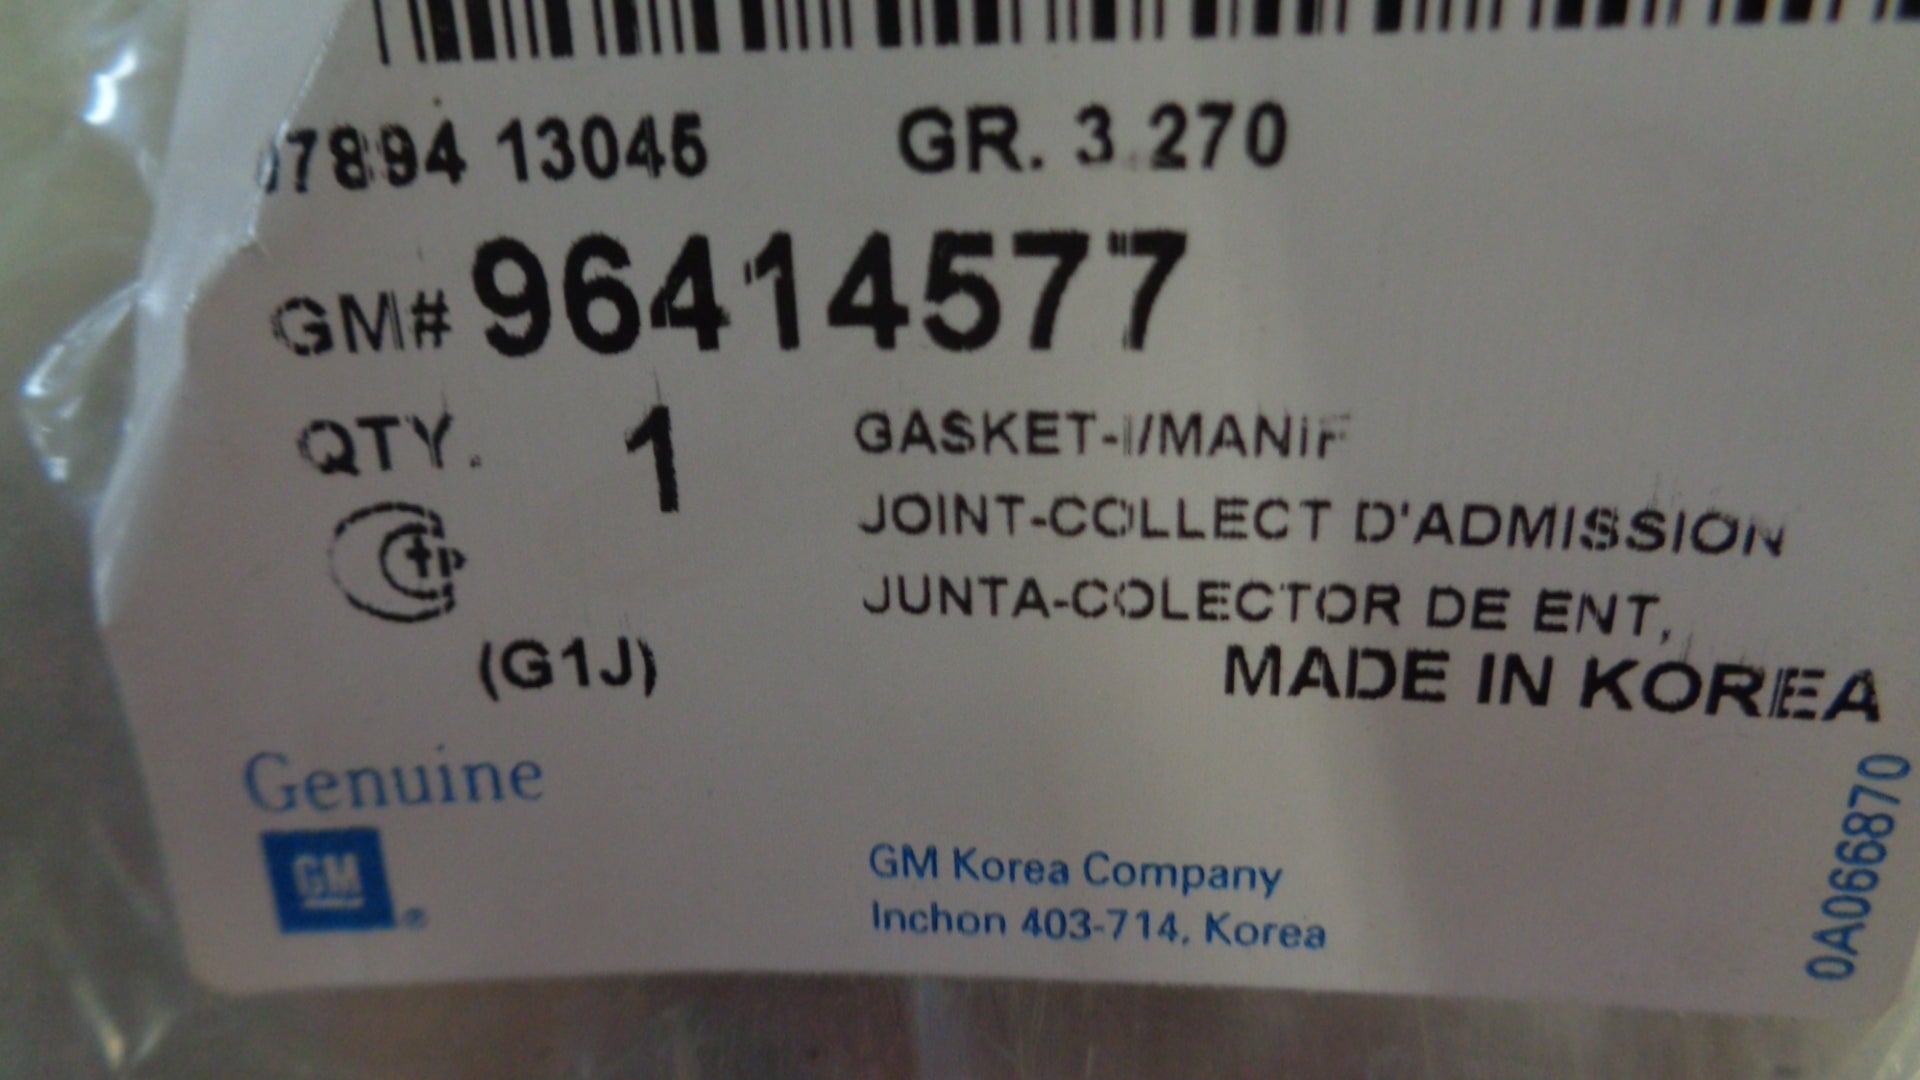 07894 13045 GR. 3.270
GM# 96414577
QTY. 1 GASKET-I/MANIF
JOINT-COLLECT D'ADMISSION
JUNTA-COLECTOR DE ENT,
(G1J)
MADE IN KOREA
Genuine
GM®
GM Korea Company
Inchon 403-714, Korea
0A066870